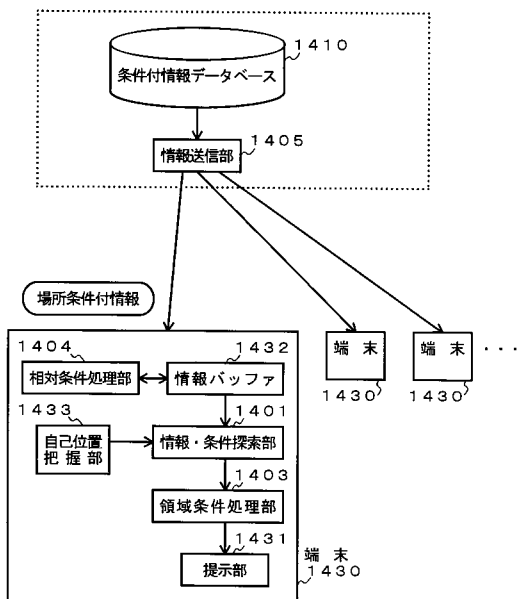 1410
条件付情報データベース
1405
情報送信部
場所条件付情報
1404
1432
相対条件処理部
情報バッファ
1433
1401
自己位置
把握部
情報・条件探索部
1403
領域条件処理部
1431
提示部
端末
1430
端末
1430
端末
1430
・・・